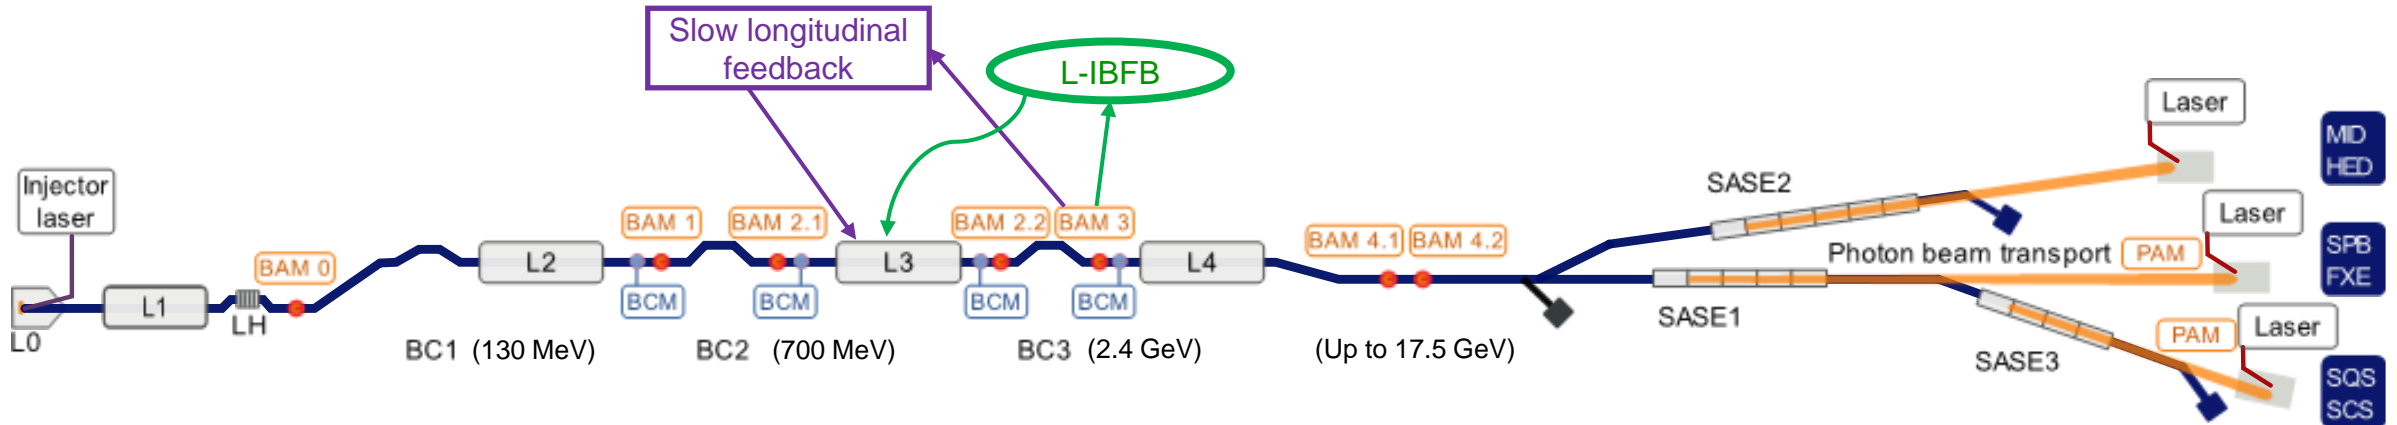 Slow longitudinal
feedback
L-IBFB
Laser
MID
HED
SASE2
Injector
laser
Laser
BAM 1
BAM 2.1
BAM 2.2
BAM 3
BAM 4.1
BAM 4.2
BAM 0
L2
L3
L4
Photon beam transport
PAM
SPB
FXE
BCM
BCM
BCM
BCM
L1
LH
L0
SASE1
Laser
PAM
BC1 (130 MeV)
BC2 (700 MeV)
BC3 (2.4 GeV)
(Up to 17.5 GeV)
SASE3
SQS
SCS